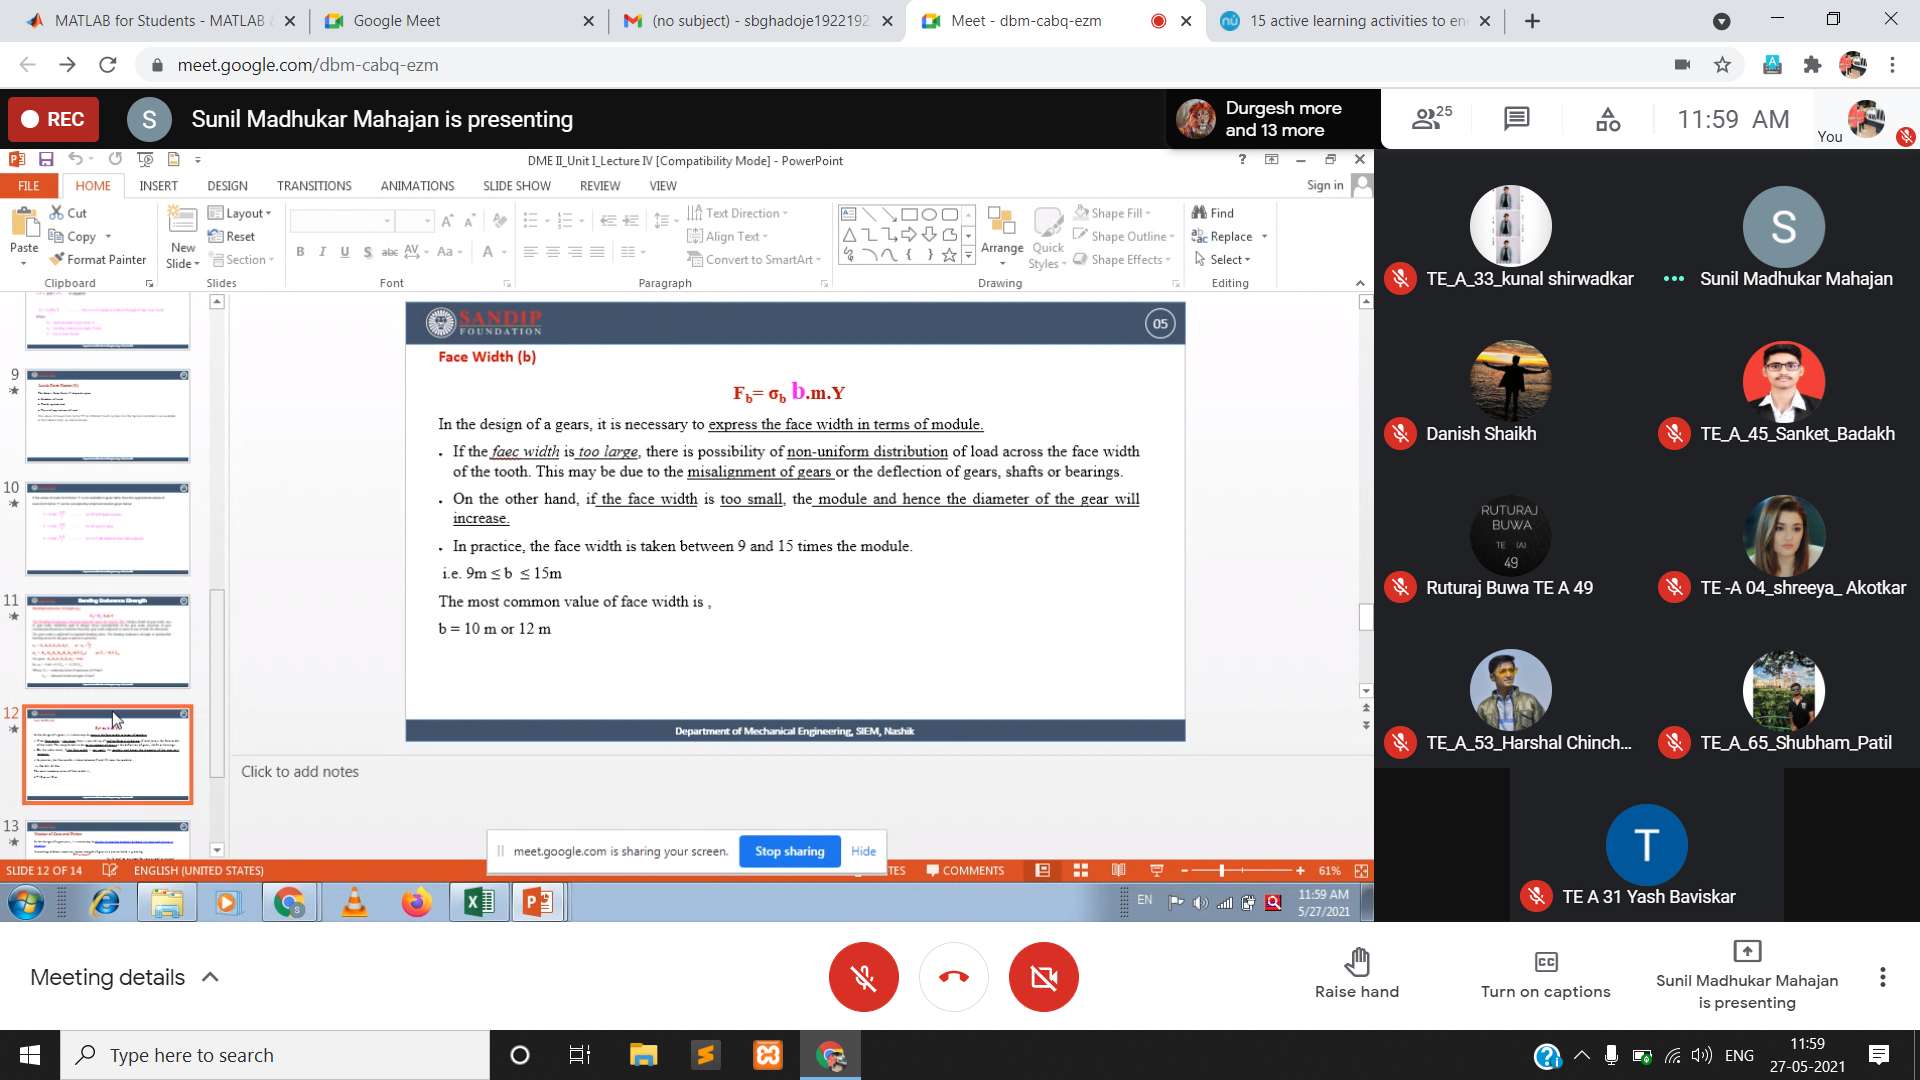 MATLAB for Students - MATLAB &
Google Meet
(no subject) - sbghadoje1922192
Meet - dbm-cabq-ezm
15 active learning activities to en
meet.google.com/dbm-cabq-ezm
REC
S
Sunil Madhukar Mahajan is presenting
Durgesh more
and 13 more
25
11:59 AM
You
DME II_Unit I_Lecture IV [Compatibility Mode] - PowerPoint
FILE HOME INSERT DESIGN TRANSITIONS ANIMATIONS SLIDE SHOW REVIEW VIEW
Sign in
Paste
Cut
Copy
Format Painter
Clipboard
New
Slide
Layout
Reset
Section
Slides
Font
Text Direction
Align Text
Convert to SmartArt
Paragraph
Arrange
Quick
Styles
Shape Fill
Shape Outline
Shape Effects
Drawing
Find
Replace
Select
Editing
9
10
11
12
13
SANDIP
FOUNDATION
05
Face Width (b)
Fb= σb b.m.Y
In the design of a gears, it is necessary to express the face width in terms of module.
• If the faec width is too large, there is possibility of non-uniform distribution of load across the face width
of the tooth. This may be due to the misalignment of gears or the deflection of gears, shafts or bearings.
• On the other hand, if the face width is too small, the module and hence the diameter of the gear will
increase.
• In practice, the face width is taken between 9 and 15 times the module.
i.e. 9m ≤ b ≤ 15m
The most common value of face width is ,
b = 10 m or 12 m
Department of Mechanical Engineering, SIEM, Nashik
Click to add notes
meet.google.com is sharing your screen.
Stop sharing
Hide
SLIDE 12 OF 14
ENGLISH (UNITED STATES)
COMMENTS
61%
EN
11:59 AM
5/27/2021
TE_A_33_kunal shirwadkar
S
Sunil Madhukar Mahajan
Danish Shaikh
TE_A_45_Sanket_Badakh
RUTURAJ
BUWA
TE (A)
49
Ruturaj Buwa TE A 49
TE -A 04_shreeya_ Akotkar
TE_A_53_Harshal Chinch...
TE_A_65_Shubham_Patil
T
TE A 31 Yash Baviskar
Meeting details
Raise hand
CC
Turn on captions
Sunil Madhukar Mahajan
is presenting
Type here to search
ENG
11:59
27-05-2021